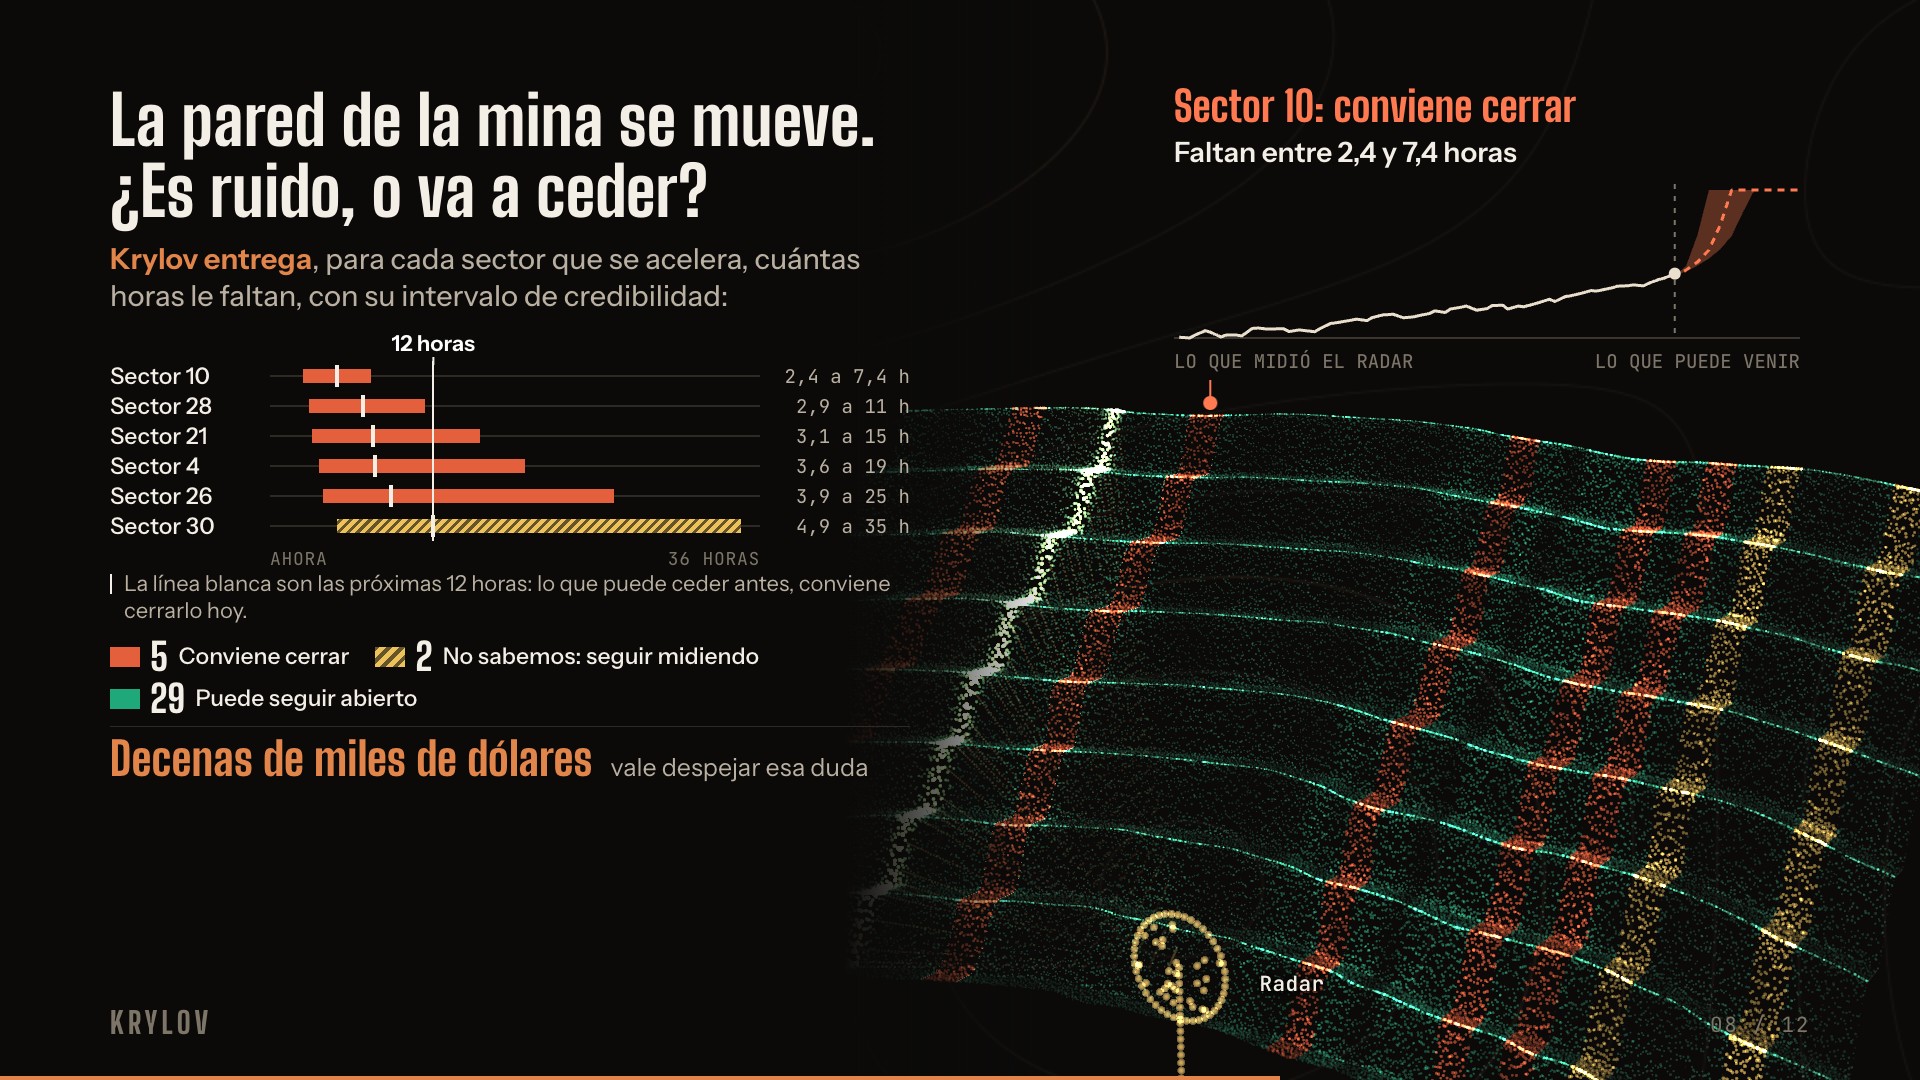 La pared de la mina se mueve.
¿Es ruido, o va a ceder?
Krylov entrega, para cada sector que se acelera, cuántas
horas le faltan, con su intervalo de credibilidad:
12 horas
Sector 10 2,4 a 7,4 h
Sector 28 2,9 a 11 h
Sector 21 3,1 a 15 h
Sector 4 3,6 a 19 h
Sector 26 3,9 a 25 h
Sector 30 4,9 a 35 h
AHORA 36 HORAS
La línea blanca son las próximas 12 horas: lo que puede ceder antes, conviene
cerrarlo hoy.
5 Conviene cerrar 2 No sabemos: seguir midiendo
29 Puede seguir abierto
Decenas de miles de dólares vale despejar esa duda
Sector 10: conviene cerrar
Faltan entre 2,4 y 7,4 horas
LO QUE MIDIÓ EL RADAR LO QUE PUEDE VENIR
Radar
KRYLOV
08 / 12